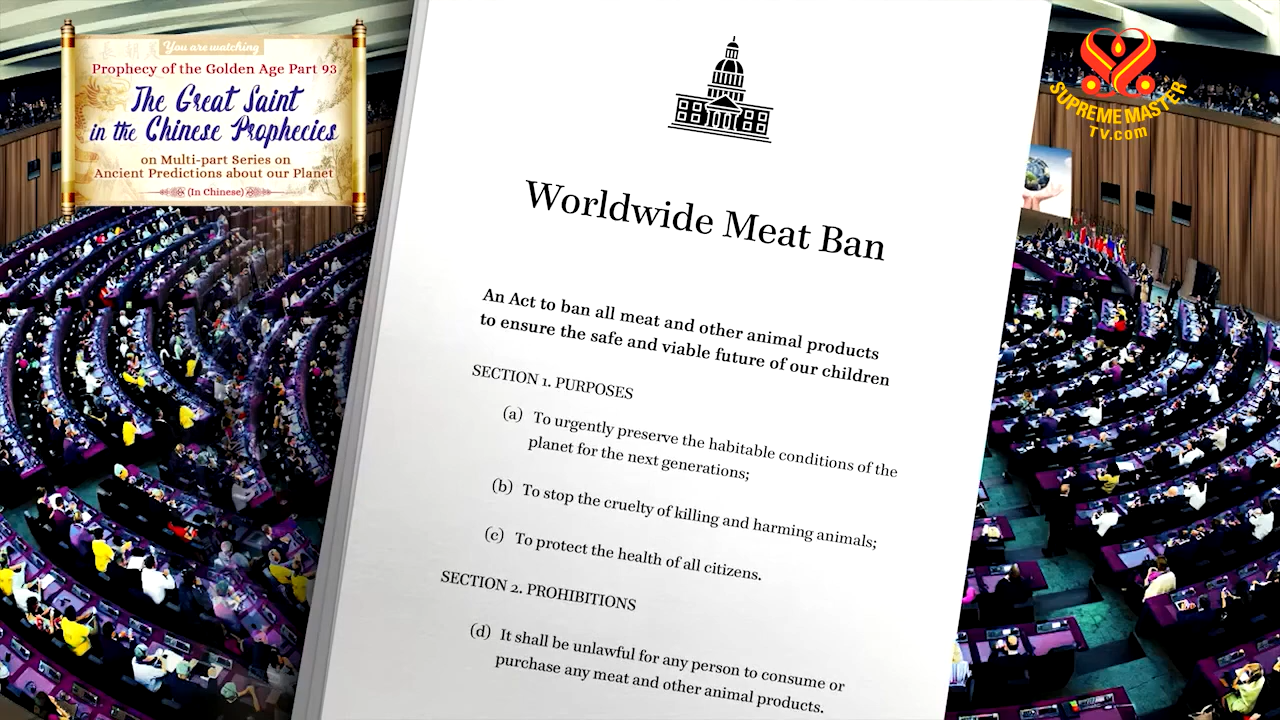 You are watching
Prophecy of the Golden Age Part 93
The Great Saint
in the Chinese Prophecies
on Multi-part Series on
Ancient Predictions about our Planet
(In Chinese)
SUPREME MASTER
TV.com
Worldwide Meat Ban
An Act to ban all meat and other animal products
to ensure the safe and viable future of our children
SECTION 1. PURPOSES
(a) To urgently preserve the habitable conditions of the
planet for the next generations;
(b) To stop the cruelty of killing and harming animals;
(c) To protect the health of all citizens.
SECTION 2. PROHIBITIONS
(d) It shall be unlawful for any person to consume or
purchase any meat and other animal products.